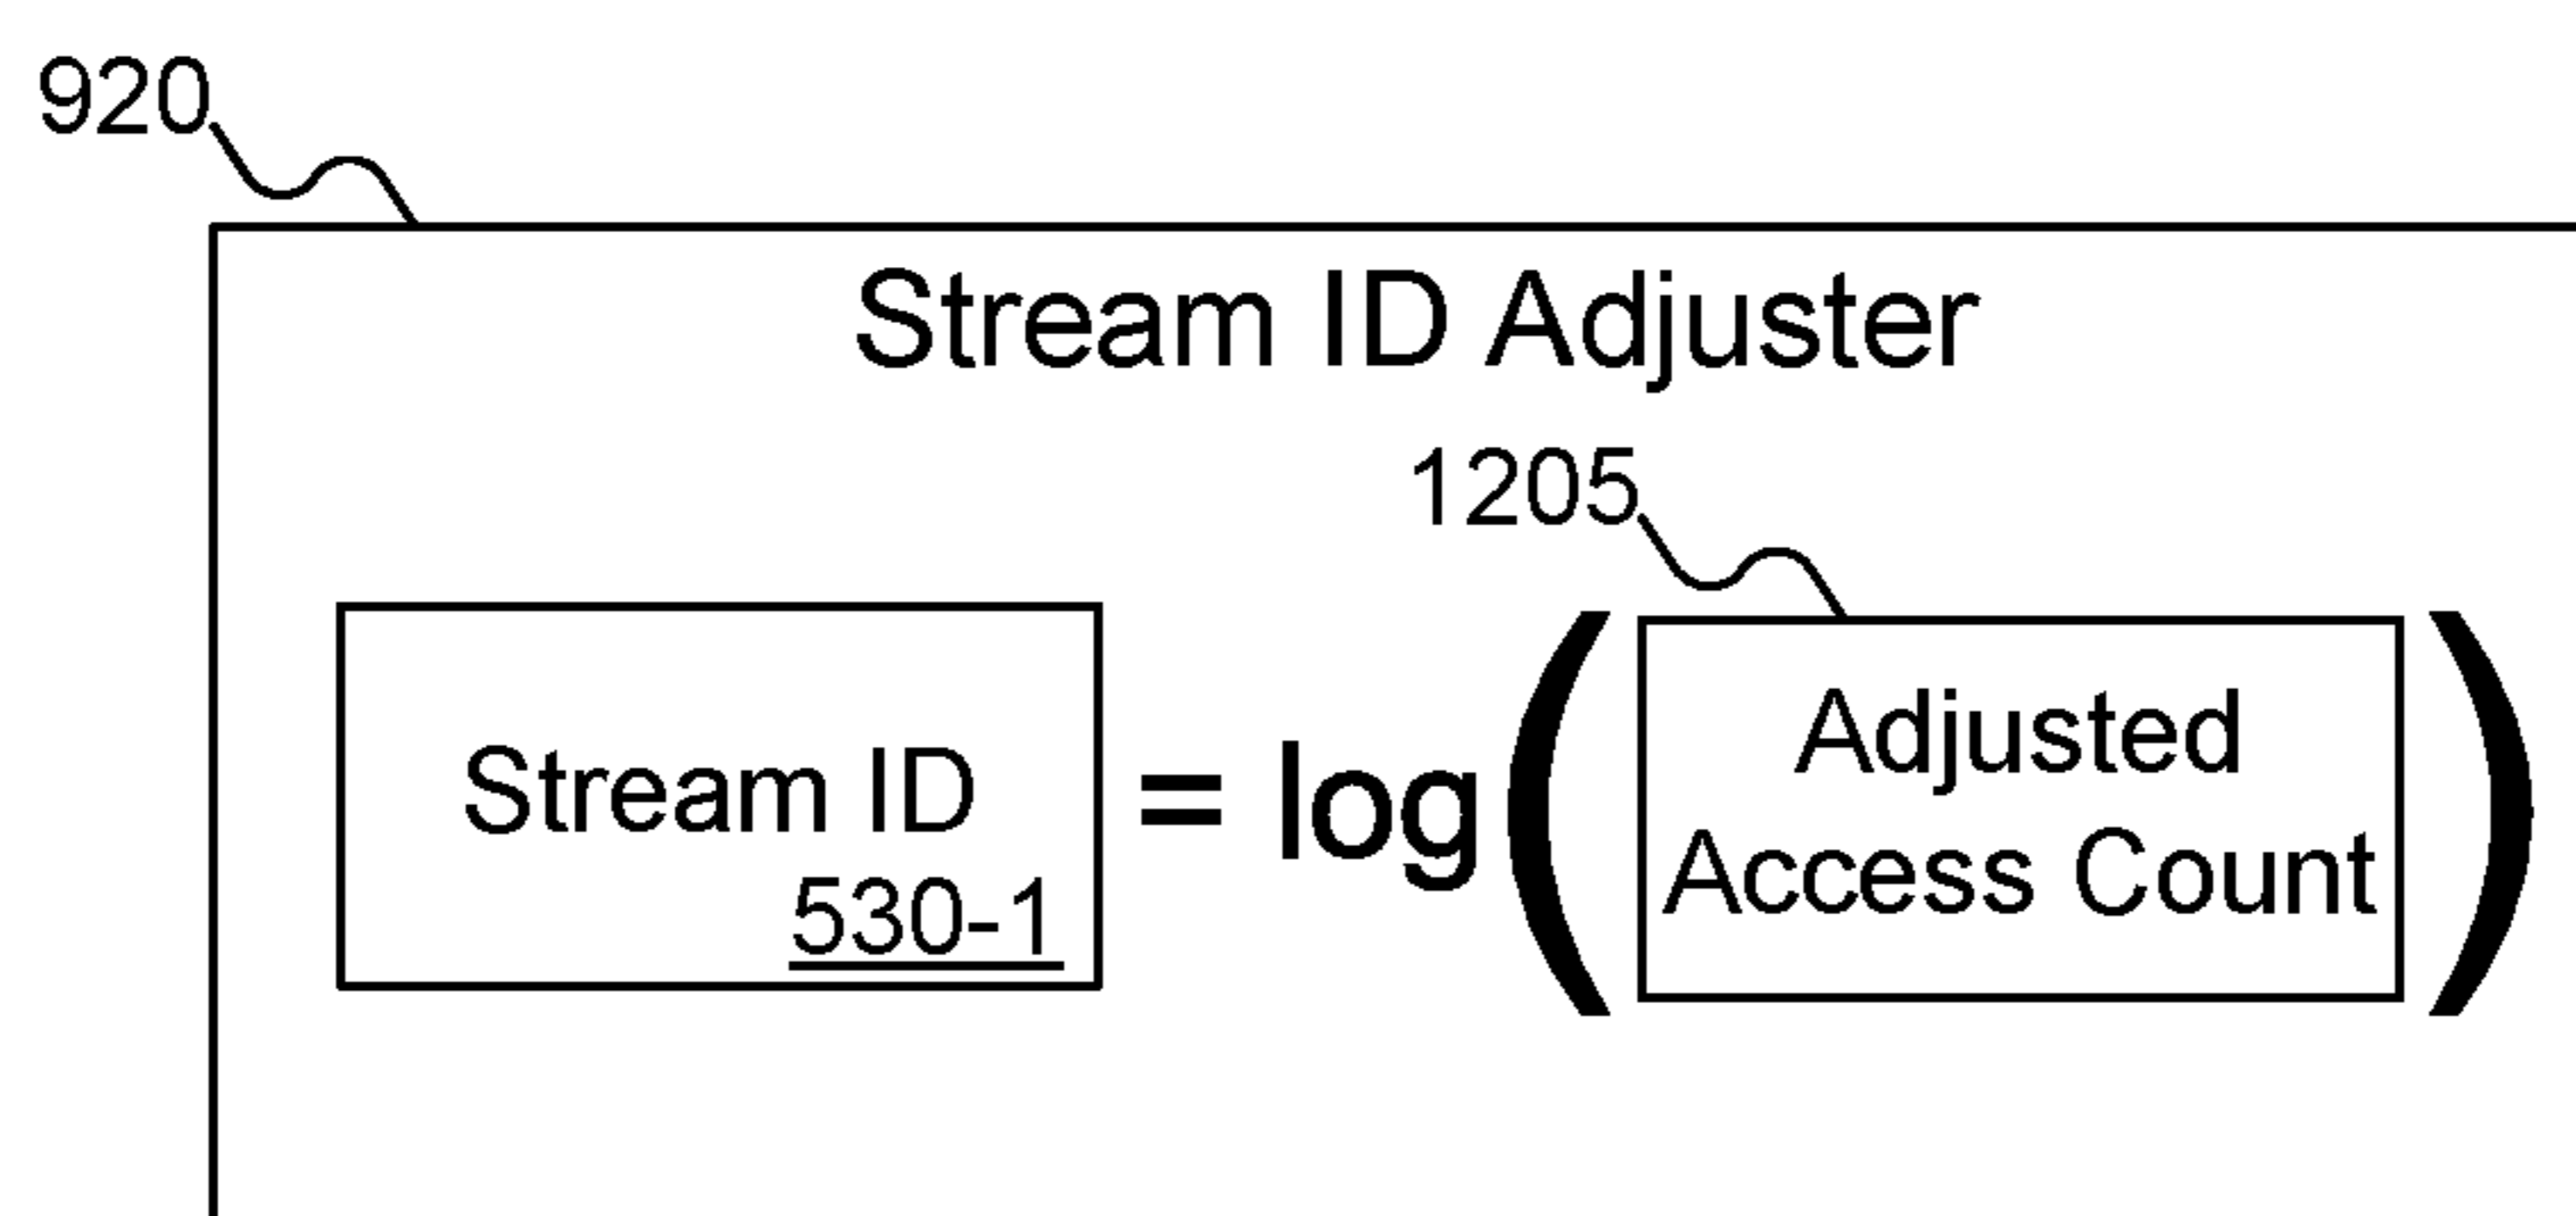 920
Stream ID Adjuster
1205
Stream ID
530-1
= log(
Adjusted
Access Count
)